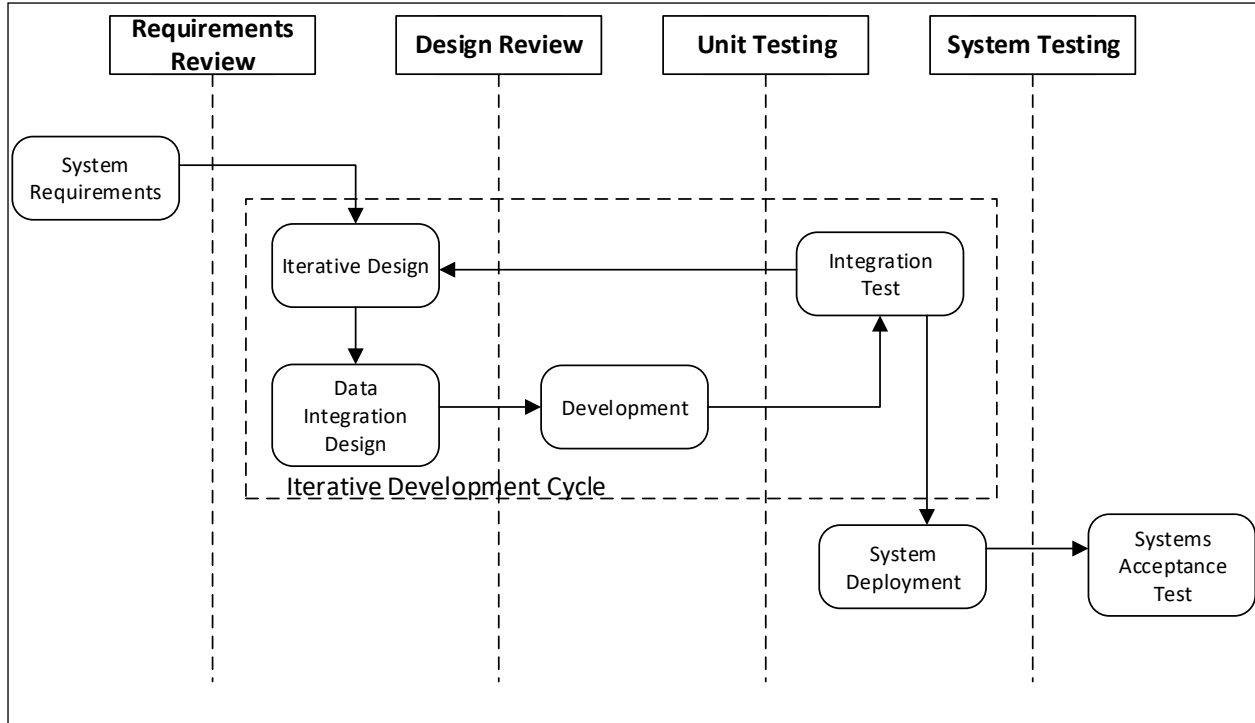 Requirements
Review
Design Review
Unit Testing
System Testing
System
Requirements
Iterative Design
Integration
Test
Data
Integration
Design
Development
Iterative Development Cycle
System
Deployment
Systems
Acceptance
Test